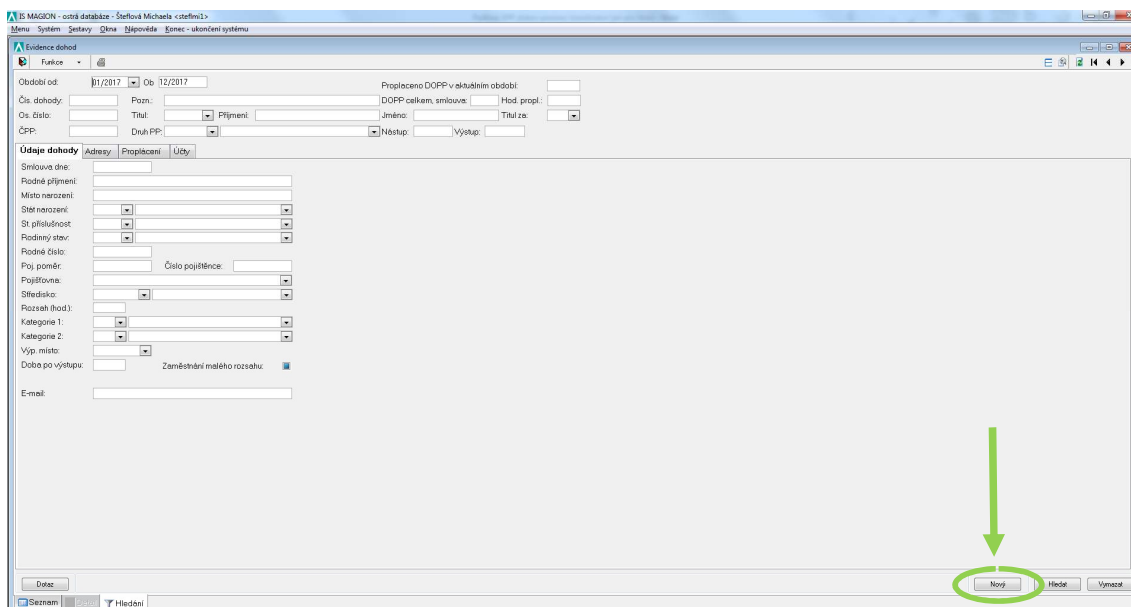 IS MAGION - ostrá databáze - Šteflová Michaela <steflmi1>
Menu Systém Sestavy Okna Nápověda Konec - ukončení systému
Evidence dohod
Funkce
Období od: 01/2017 Ob 12/2017 Proplaceno DOPP v aktuálním období:
Čís. dohody: Pozn.: DOPP celkem, smlouva: Hod. propl.:
Os. číslo: Titul: Příjmení: Jméno: Titul za:
ČPP: Druh PP: Nástup: Výstup:
Údaje dohody Adresy Proplácení Účty
Smlouva dne:
Rodné příjmení:
Místo narození:
Stát narození:
St. příslušnost:
Rodinný stav:
Rodné číslo:
Poj. poměr: Číslo pojištěnce:
Pojišťovna:
Středisko:
Rozsah (hod.):
Kategorie 1:
Kategorie 2:
Výp. místo:
Doba po výstupu: Zaměstnání malého rozsahu:
E-mail:
Dotaz Nový Hledat Vymazat
Seznam Detail Hledání